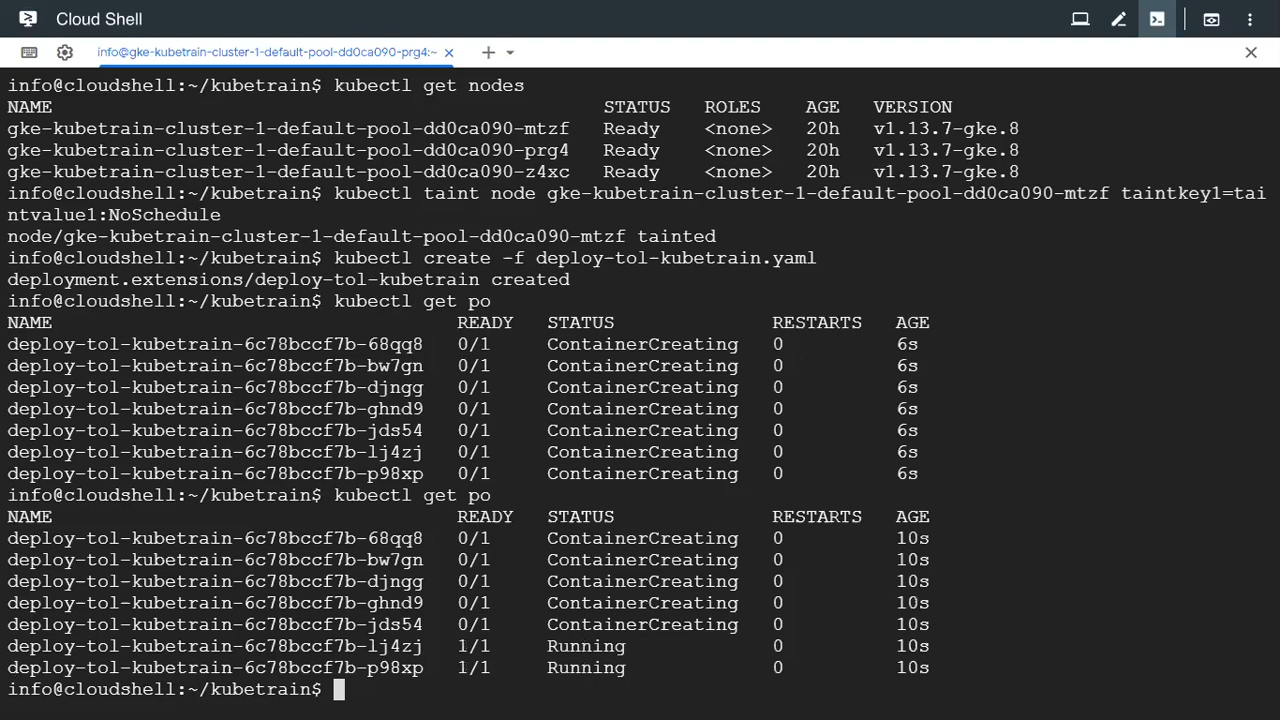 Cloud Shell
info@gke-kubetrain-cluster-1-default-pool-dd0ca090-prg4:~
info@cloudshell:~/kubetrain$ kubectl get nodes
NAME STATUS ROLES AGE VERSION
gke-kubetrain-cluster-1-default-pool-dd0ca090-mtzf Ready <none> 20h v1.13.7-gke.8
gke-kubetrain-cluster-1-default-pool-dd0ca090-prg4 Ready <none> 20h v1.13.7-gke.8
gke-kubetrain-cluster-1-default-pool-dd0ca090-z4xc Ready <none> 20h v1.13.7-gke.8
info@cloudshell:~/kubetrain$ kubectl taint node gke-kubetrain-cluster-1-default-pool-dd0ca090-mtzf taintkey1=tai
ntvalue1:NoSchedule
node/gke-kubetrain-cluster-1-default-pool-dd0ca090-mtzf tainted
info@cloudshell:~/kubetrain$ kubectl create -f deploy-tol-kubetrain.yaml
deployment.extensions/deploy-tol-kubetrain created
info@cloudshell:~/kubetrain$ kubectl get po
NAME READY STATUS RESTARTS AGE
deploy-tol-kubetrain-6c78bccf7b-68qq8 0/1 ContainerCreating 0 6s
deploy-tol-kubetrain-6c78bccf7b-bw7gn 0/1 ContainerCreating 0 6s
deploy-tol-kubetrain-6c78bccf7b-djngg 0/1 ContainerCreating 0 6s
deploy-tol-kubetrain-6c78bccf7b-ghnd9 0/1 ContainerCreating 0 6s
deploy-tol-kubetrain-6c78bccf7b-jds54 0/1 ContainerCreating 0 6s
deploy-tol-kubetrain-6c78bccf7b-lj4zj 0/1 ContainerCreating 0 6s
deploy-tol-kubetrain-6c78bccf7b-p98xp 0/1 ContainerCreating 0 6s
info@cloudshell:~/kubetrain$ kubectl get po
NAME READY STATUS RESTARTS AGE
deploy-tol-kubetrain-6c78bccf7b-68qq8 0/1 ContainerCreating 0 10s
deploy-tol-kubetrain-6c78bccf7b-bw7gn 0/1 ContainerCreating 0 10s
deploy-tol-kubetrain-6c78bccf7b-djngg 0/1 ContainerCreating 0 10s
deploy-tol-kubetrain-6c78bccf7b-ghnd9 0/1 ContainerCreating 0 10s
deploy-tol-kubetrain-6c78bccf7b-jds54 0/1 ContainerCreating 0 10s
deploy-tol-kubetrain-6c78bccf7b-lj4zj 1/1 Running 0 10s
deploy-tol-kubetrain-6c78bccf7b-p98xp 1/1 Running 0 10s
info@cloudshell:~/kubetrain$